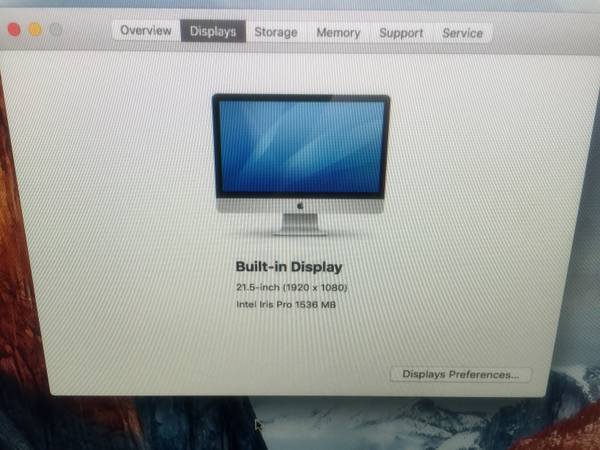 Overview Displays Storage Memory Support Service
Built-in Display
21.5-inch (1920 x 1080)
Intel Iris Pro 1536 MB
Displays Preferences...